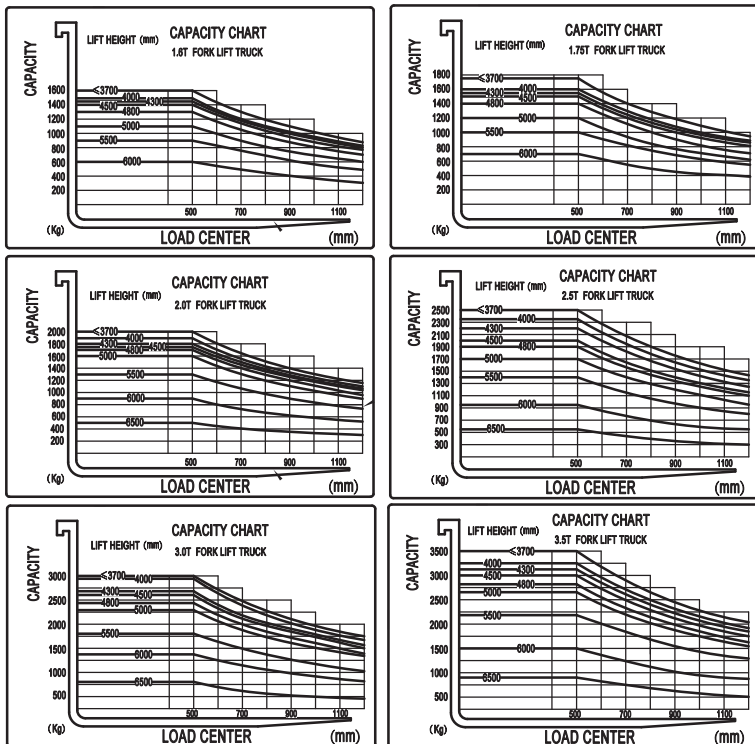 CAPACITY CHART
LIFT HEIGHT (mm)
1.6T FORK LIFT TRUCK
CAPACITY
1600
1400
1200
1000
800
600
400
200
≤3700
4000
4300
4500
4800
5000
5500
6000
500 700 900 1100
(Kg)
LOAD CENTER (mm)
CAPACITY CHART
LIFT HEIGHT (mm)
1.75T FORK LIFT TRUCK
CAPACITY
1800
1600
1400
1200
1000
800
600
400
200
≤3700
4000
4300 4500
4800
5000
5500
6000
500 700 900 1100
(Kg)
LOAD CENTER (mm)
CAPACITY CHART
LIFT HEIGHT (mm)
2.0T FORK LIFT TRUCK
CAPACITY
2000
1800
1600
1400
1200
1000
800
600
400
200
≤3700
4000
4300 4500
4800
5000
5500
6000
6500
500 700 900 1100
(Kg)
LOAD CENTER (mm)
CAPACITY CHART
LIFT HEIGHT (mm)
2.5T FORK LIFT TRUCK
CAPACITY
2500
2300
2100
1900
1700
1500
1300
1100
900
700
500
300
≤3700
4000
4300
4500
4800
5000
5500
6000
6500
500 700 900 1100
(Kg)
LOAD CENTER (mm)
CAPACITY CHART
LIFT HEIGHT (mm)
3.0T FORK LIFT TRUCK
CAPACITY
3000
2500
2000
1500
1000
500
≤3700
4000
4300
4500
4800
5000
5500
6000
6500
500 700 900 1100
(Kg)
LOAD CENTER (mm)
CAPACITY CHART
LIFT HEIGHT (mm)
3.5T FORK LIFT TRUCK
CAPACITY
3500
3000
2500
2000
1500
1000
500
≤3700
4000
4300
4500
4800
5000
5500
6000
6500
500 700 900 1100
(Kg)
LOAD CENTER (mm)